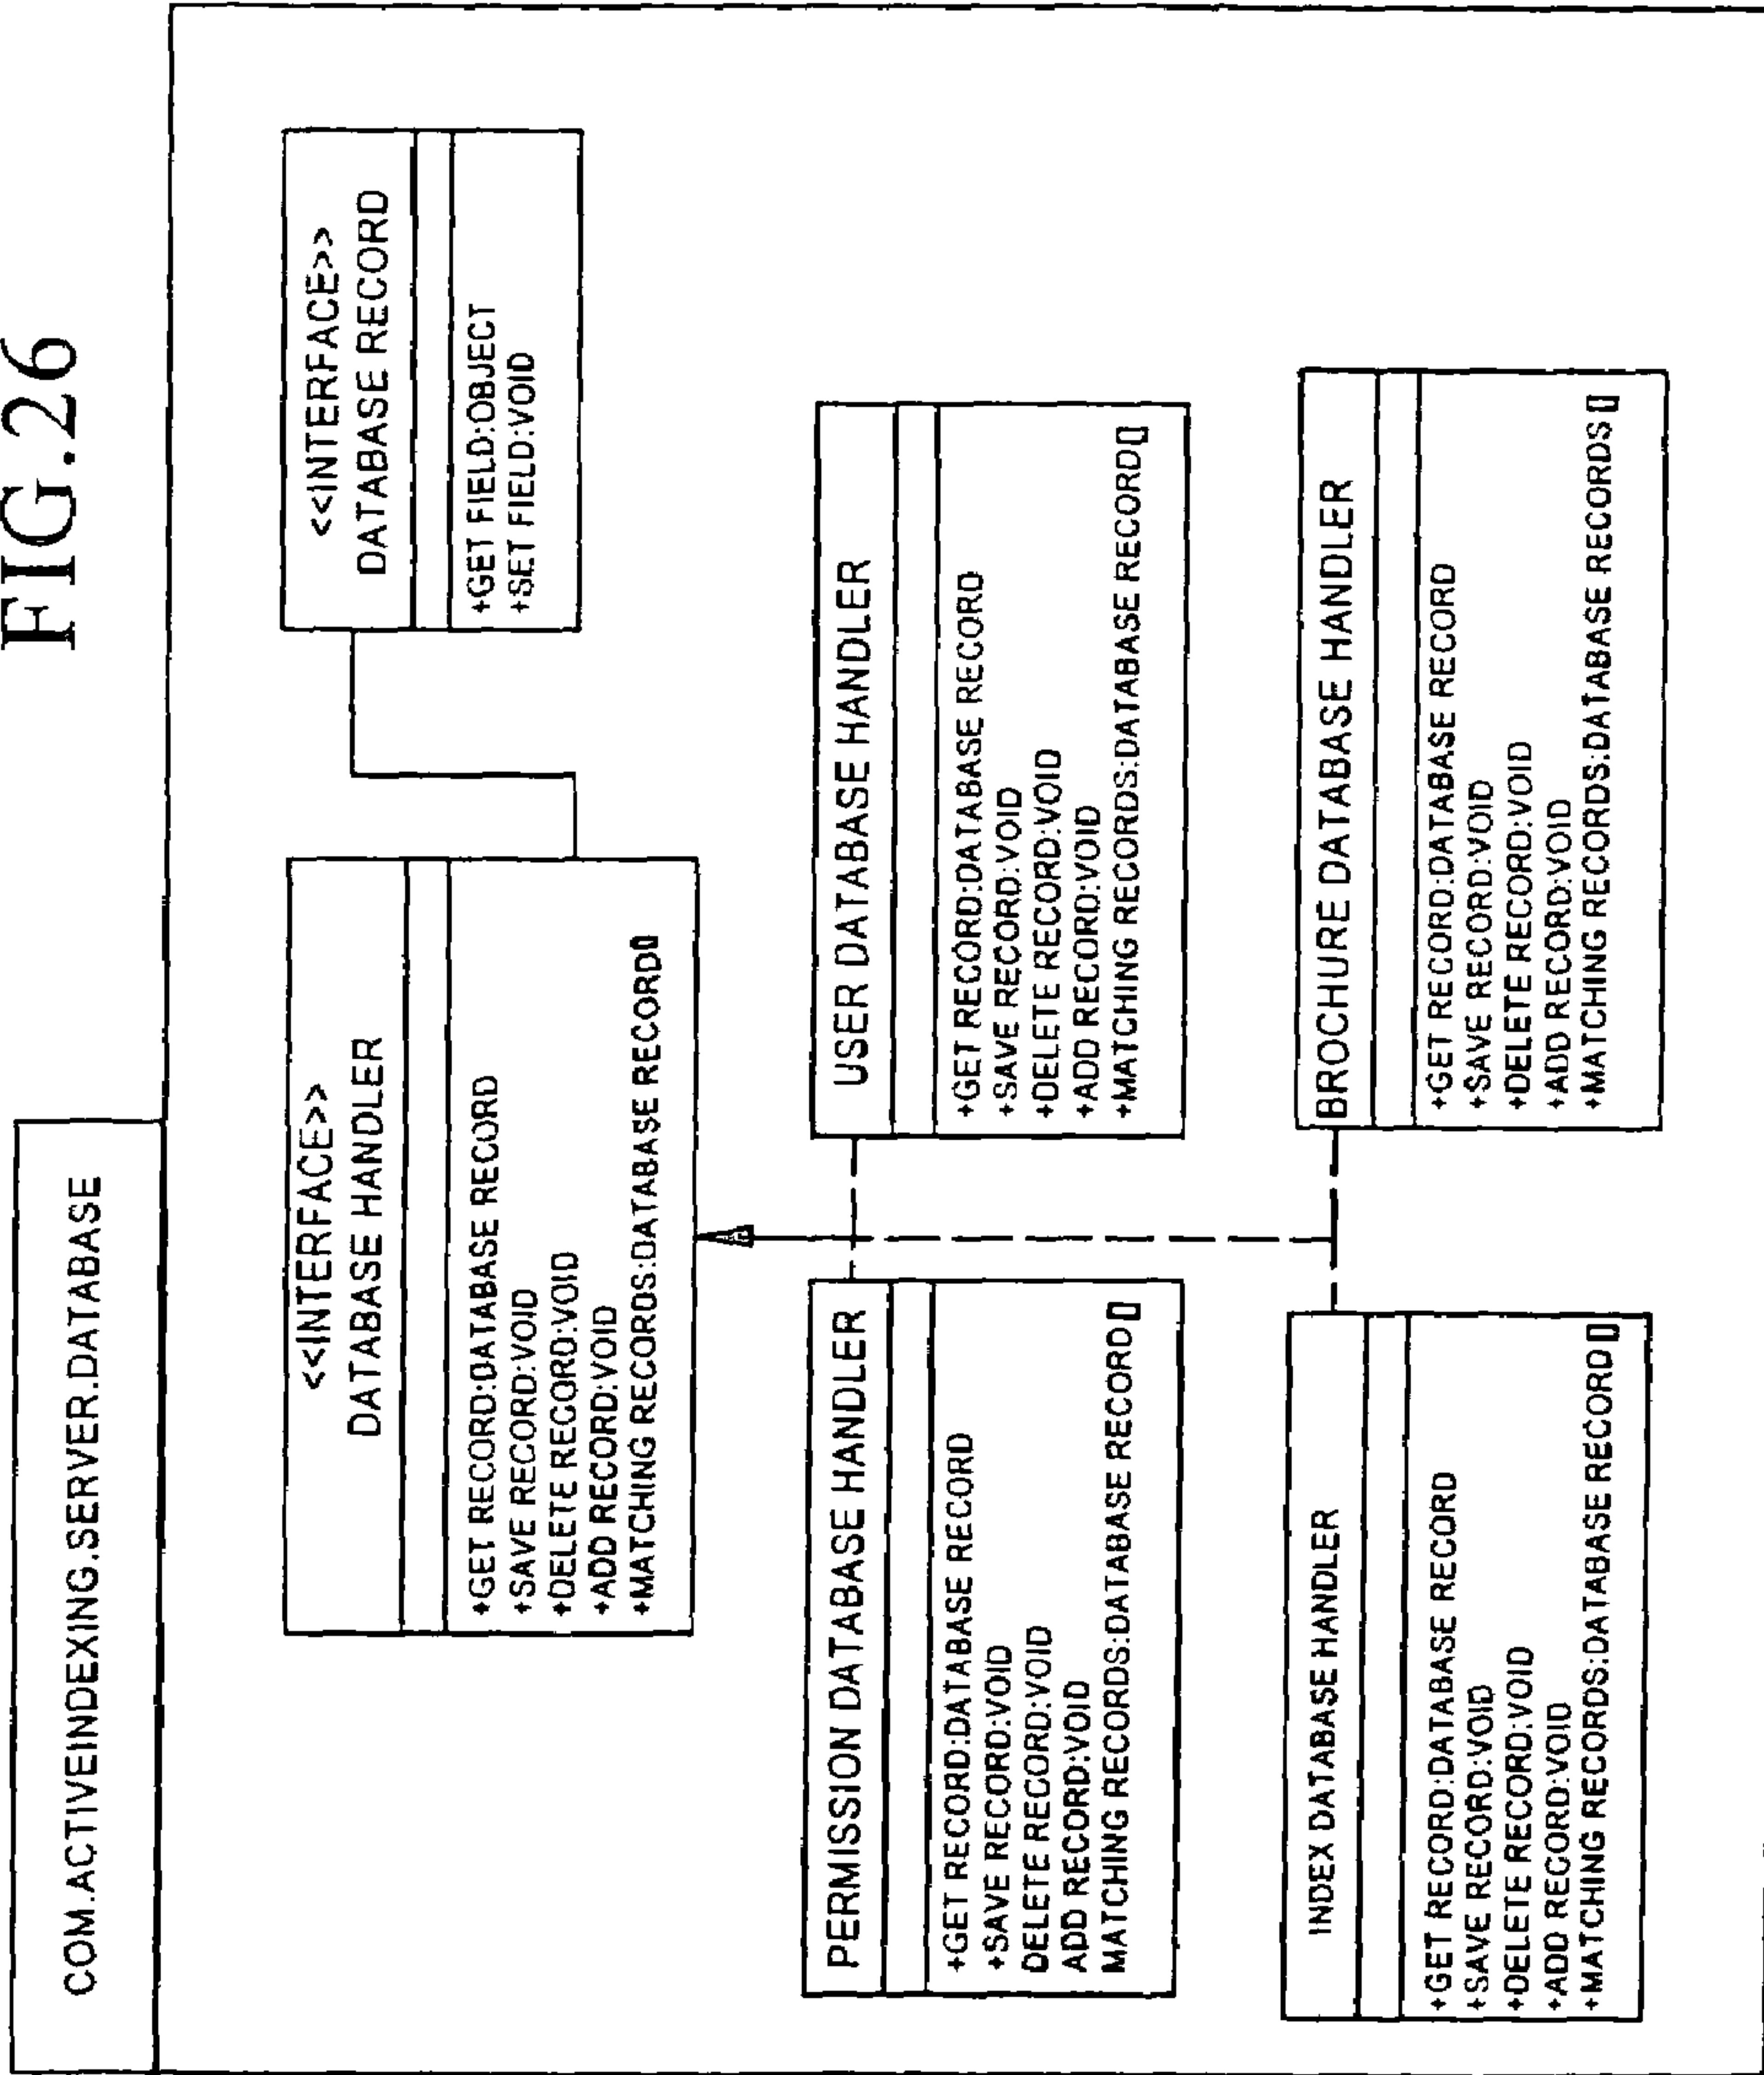 FIG.26
COM.ACTIVEINDEXING.SERVER.DATABASE
<<INTERFACE>>
DATABASE HANDLER
+GET RECORD:DATABASE RECORD
+SAVE RECORD:VOID
+DELETE RECORD:VOID
+ADD RECORD:VOID
+MATCHING RECORDS:DATABASE RECORD[]
<<INTERFACE>>
DATABASE RECORD
+GET FIELD:OBJECT
+SET FIELD:VOID
PERMISSION DATABASE HANDLER
+GET RECORD:DATABASE RECORD
+SAVE RECORD:VOID
DELETE RECORD:VOID
ADD RECORD:VOID
MATCHING RECORDS:DATABASE RECORD[]
USER DATABASE HANDLER
+GET RECORD:DATABASE RECORD
+SAVE RECORD:VOID
+DELETE RECORD:VOID
+ADD RECORD:VOID
+MATCHING RECORDS:DATABASE RECORD[]
INDEX DATABASE HANDLER
+GET RECORD:DATABASE RECORD
+SAVE RECORD:VOID
+DELETE RECORD:VOID
+ADD RECORD:VOID
+MATCHING RECORDS:DATABASE RECORD[]
BROCHURE DATABASE HANDLER
+GET RECORD:DATABASE RECORD
+SAVE RECORD:VOID
+DELETE RECORD:VOID
+ADD RECORD:VOID
+MATCHING RECORDS:DATABASE RECORDS[]